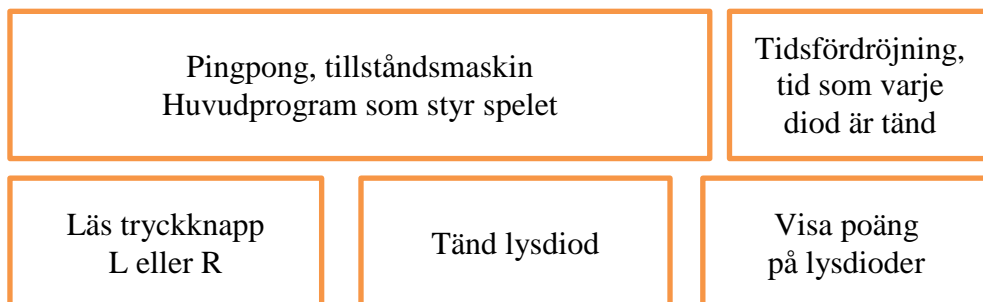 Pingpong, tillståndsmaskin
Huvudprogram som styr spelet
Tidsfördröjning,
tid som varje
diod är tänd
Läs tryckknapp
L eller R
Tänd lysdiod
Visa poäng
på lysdioder